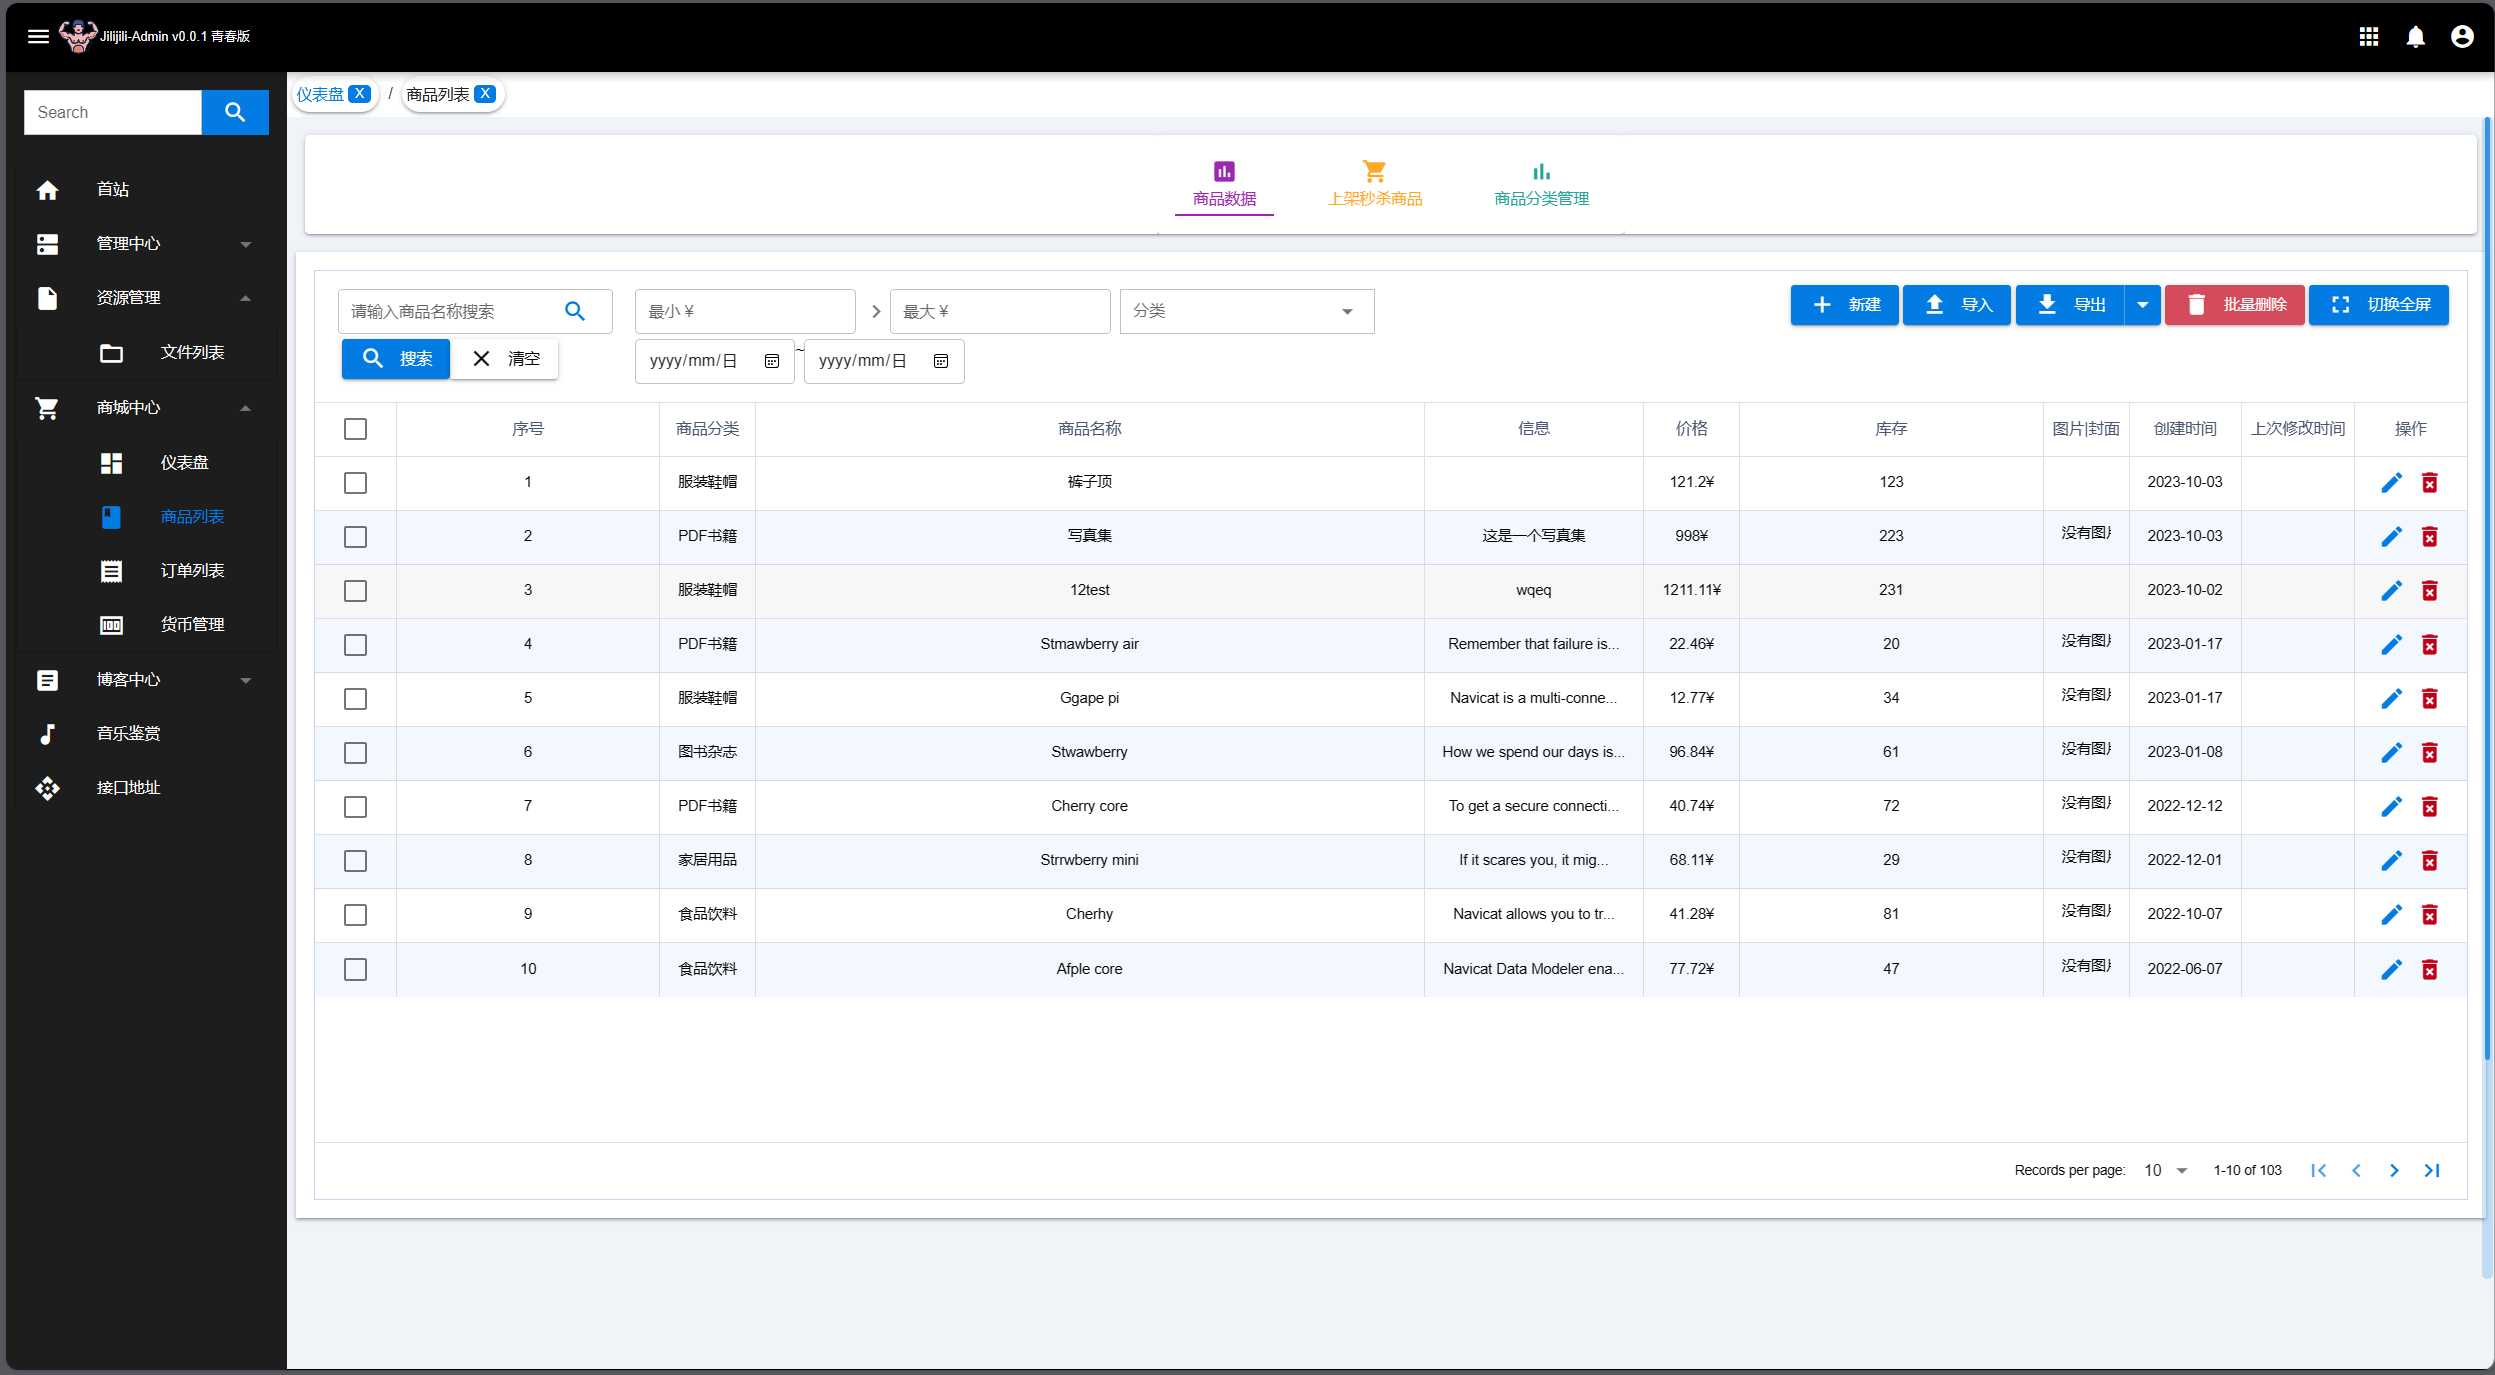 Jilijili-Admin v0.0.1 青春版
Search
首站
管理中心
资源管理
文件列表
商城中心
仪表盘
商品列表
订单列表
货币管理
博客中心
音乐鉴赏
接口地址
仪表盘 X / 商品列表 X
商品数据 上架秒杀商品 商品分类管理
请输入商品名称搜索 最小 ¥ 最大 ¥ 分类 新建 导入 导出 批量删除 切换全屏
搜索 清空 yyyy/mm/日 ~ yyyy/mm/日
序号 商品分类 商品名称 信息 价格 库存 图片|封面 创建时间 上次修改时间 操作
1 服装鞋帽 裤子顶 121.2¥ 123 2023-10-03
2 PDF书籍 写真集 这是一个写真集 998¥ 223 没有图片 2023-10-03
3 服装鞋帽 12test wqeq 1211.11¥ 231 2023-10-02
4 PDF书籍 Stmawberry air Remember that failure is... 22.46¥ 20 没有图片 2023-01-17
5 服装鞋帽 Ggape pi Navicat is a multi-conne... 12.77¥ 34 没有图片 2023-01-17
6 图书杂志 Stwawberry How we spend our days is... 96.84¥ 61 没有图片 2023-01-08
7 PDF书籍 Cherry core To get a secure connecti... 40.74¥ 72 没有图片 2022-12-12
8 家居用品 Strrwberry mini If it scares you, it mig... 68.11¥ 29 没有图片 2022-12-01
9 食品饮料 Cherhy Navicat allows you to tr... 41.28¥ 81 没有图片 2022-10-07
10 食品饮料 Afple core Navicat Data Modeler ena... 77.72¥ 47 没有图片 2022-06-07
Records per page: 10 1-10 of 103